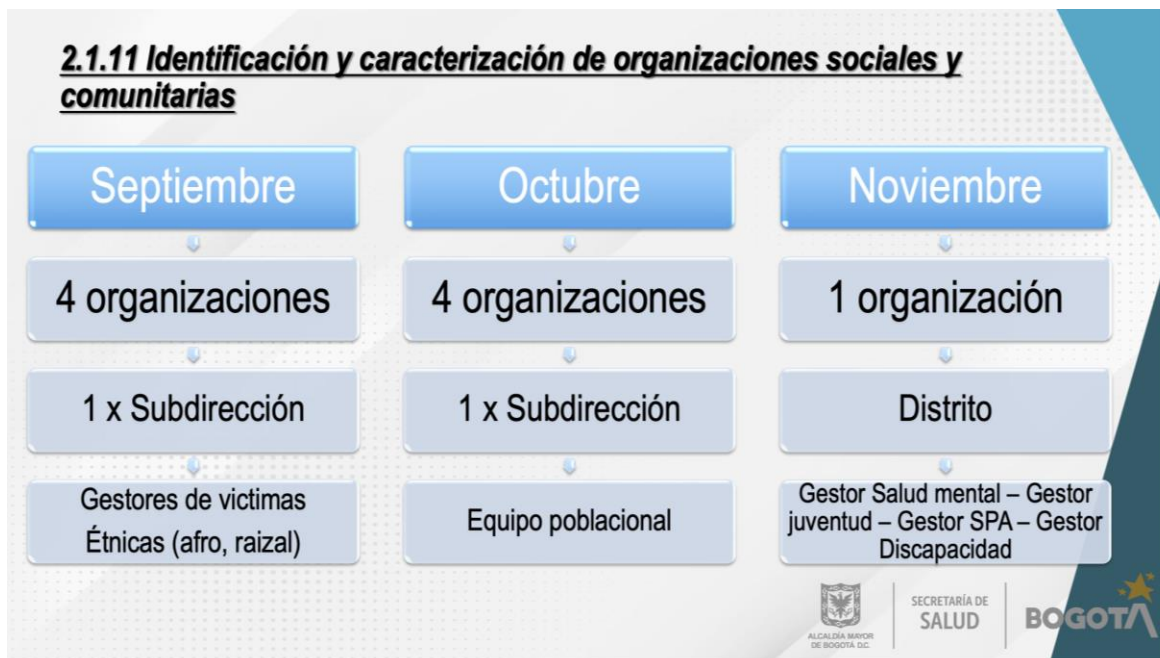 2.1.11 Identificación y caracterización de organizaciones sociales y
comunitarias
Septiembre
4 organizaciones
1 x Subdirección
Gestores de victimas
Étnicas (afro, raizal)
Octubre
4 organizaciones
1 x Subdirección
Equipo poblacional
Noviembre
1 organización
Distrito
Gestor Salud mental – Gestor
juventud – Gestor SPA – Gestor
Discapacidad
ALCALDÍA MAYOR
DE BOGOTÁ D.C.
SECRETARÍA DE
SALUD
BOGOTÁ